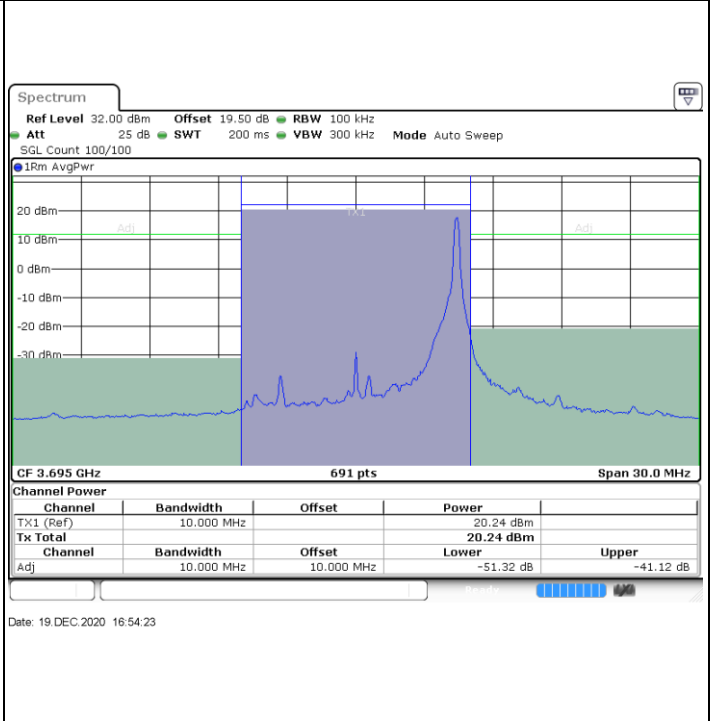 Spectrum
Ref Level 32.00 dBm Offset 19.50 dB RBW 100 kHz
Att 25 dB SWT 200 ms VBW 300 kHz Mode Auto Sweep
SGL Count 100/100
1Rm AvgPwr
TX1
20 dBm
Adj Adj
10 dBm
0 dBm
-10 dBm
-20 dBm
-30 dBm
CF 3.695 GHz 691 pts Span 30.0 MHz
Channel Power
Channel Bandwidth Offset Power
TX1 (Ref) 10.000 MHz 20.24 dBm
Tx Total 20.24 dBm
Channel Bandwidth Offset Lower Upper
Adj 10.000 MHz 10.000 MHz -51.32 dB -41.12 dB
Ready
Date: 19.DEC.2020 16:54:23